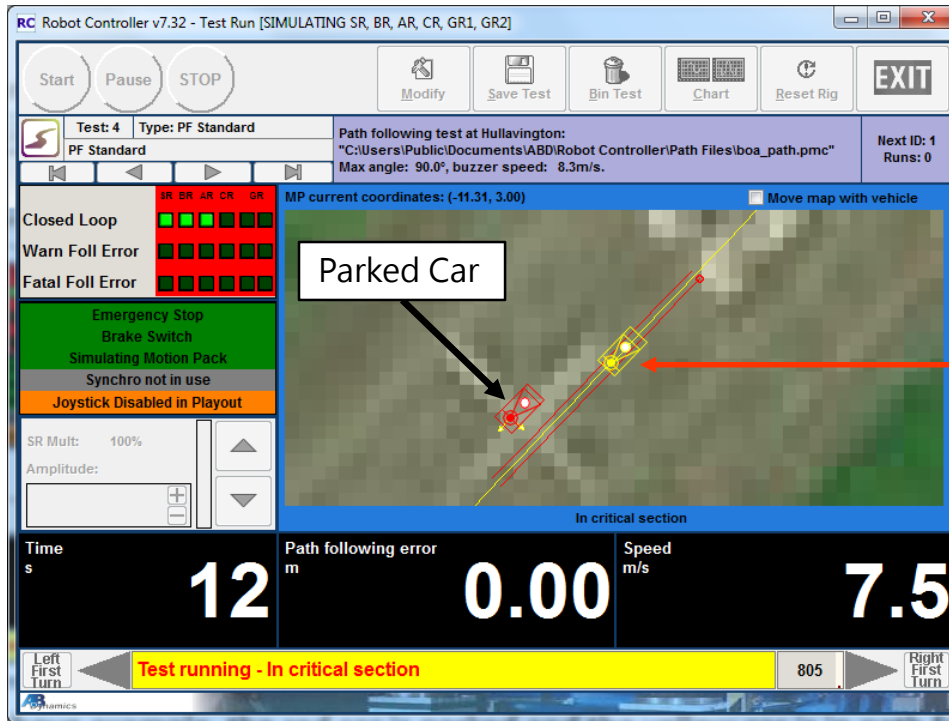 RC Robot Controller v7.32 - Test Run [SIMULATING SR, BR, AR, CR, GR1, GR2]
Start Pause STOP Modify Save Test Bin Test Chart Reset Rig EXIT
Test: 4 Type: PF Standard
PF Standard
Path following test at Hullavington:
"C:\Users\Public\Documents\ABD\Robot Controller\Path Files\boa_path.pmc"
Max angle: 90.0º, buzzer speed: 8.3m/s.
Next ID: 1
Runs: 0
SR BR AR CR GR
Closed Loop
Warn Foll Error
Fatal Foll Error
MP current coordinates: (-11.31, 3.00)
Move map with vehicle
Parked Car
Emergency Stop
Brake Switch
Simulating Motion Pack
Synchro not in use
Joystick Disabled in Playout
SR Mult: 100%
Amplitude:
In critical section
Time
s
12
Path following error
m
0.00
Speed
m/s
7.5
Left
First
Turn
Test running - In critical section
805
Right
First
Turn
AB Dynamics